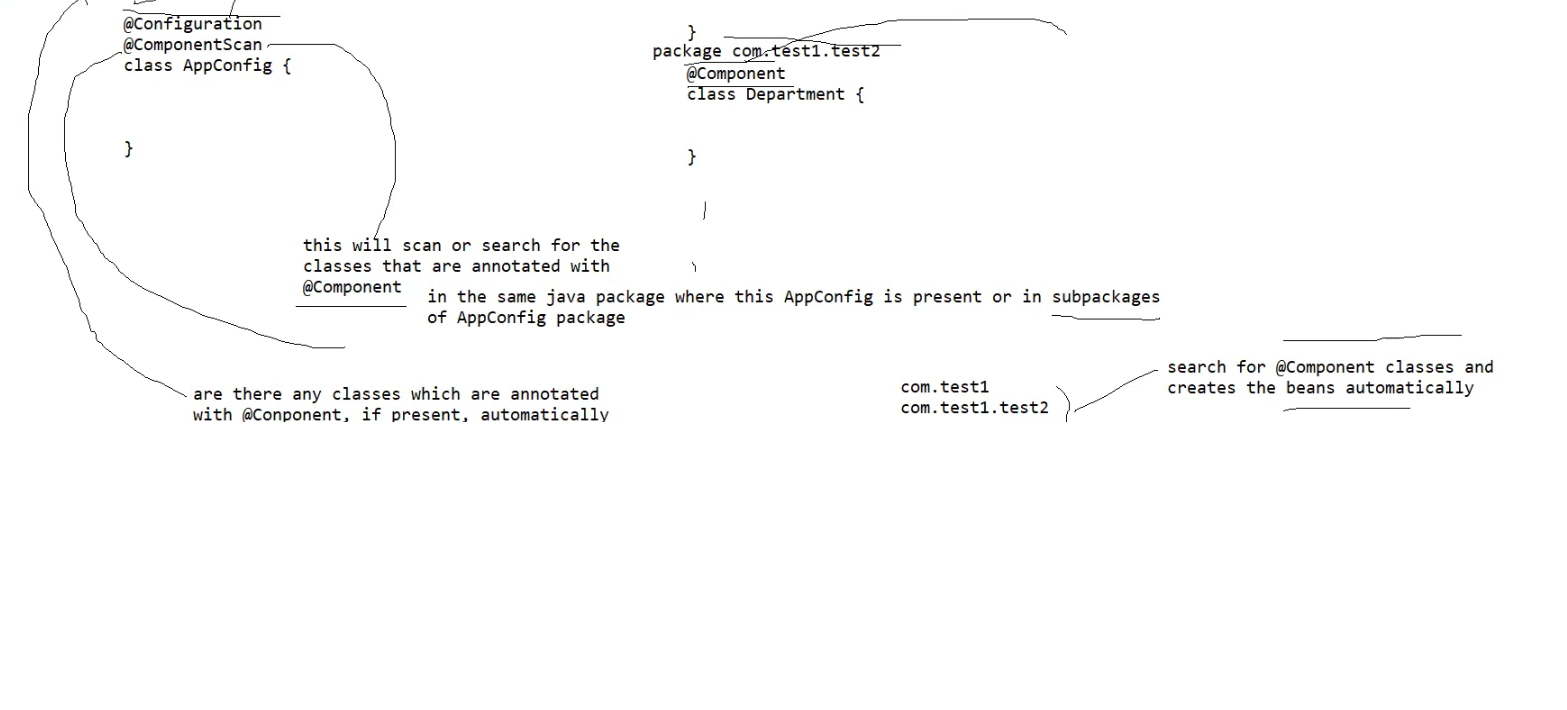 @Configuration
@ComponentScan
class AppConfig {
}
}
package com.test1.test2
@Component
class Department {
}
this will scan or search for the
classes that are annotated with
@Component
in the same java package where this AppConfig is present or in subpackages
of AppConfig package
are there any classes which are annotated
with @Conponent, if present, automatically
com.test1
com.test1.test2
search for @Component classes and
creates the beans automatically